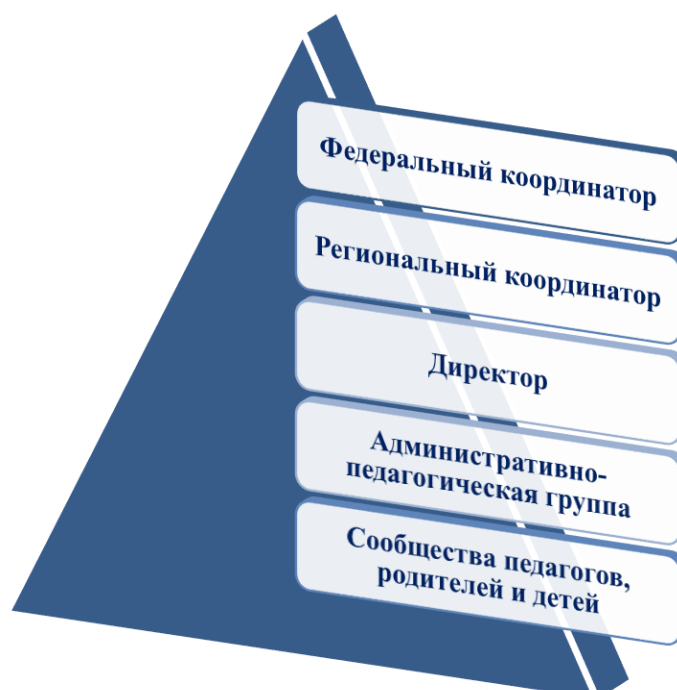 Федеральный координатор
Региональный координатор
Директор
Административно-
педагогическая группа
Сообщества педагогов,
родителей и детей